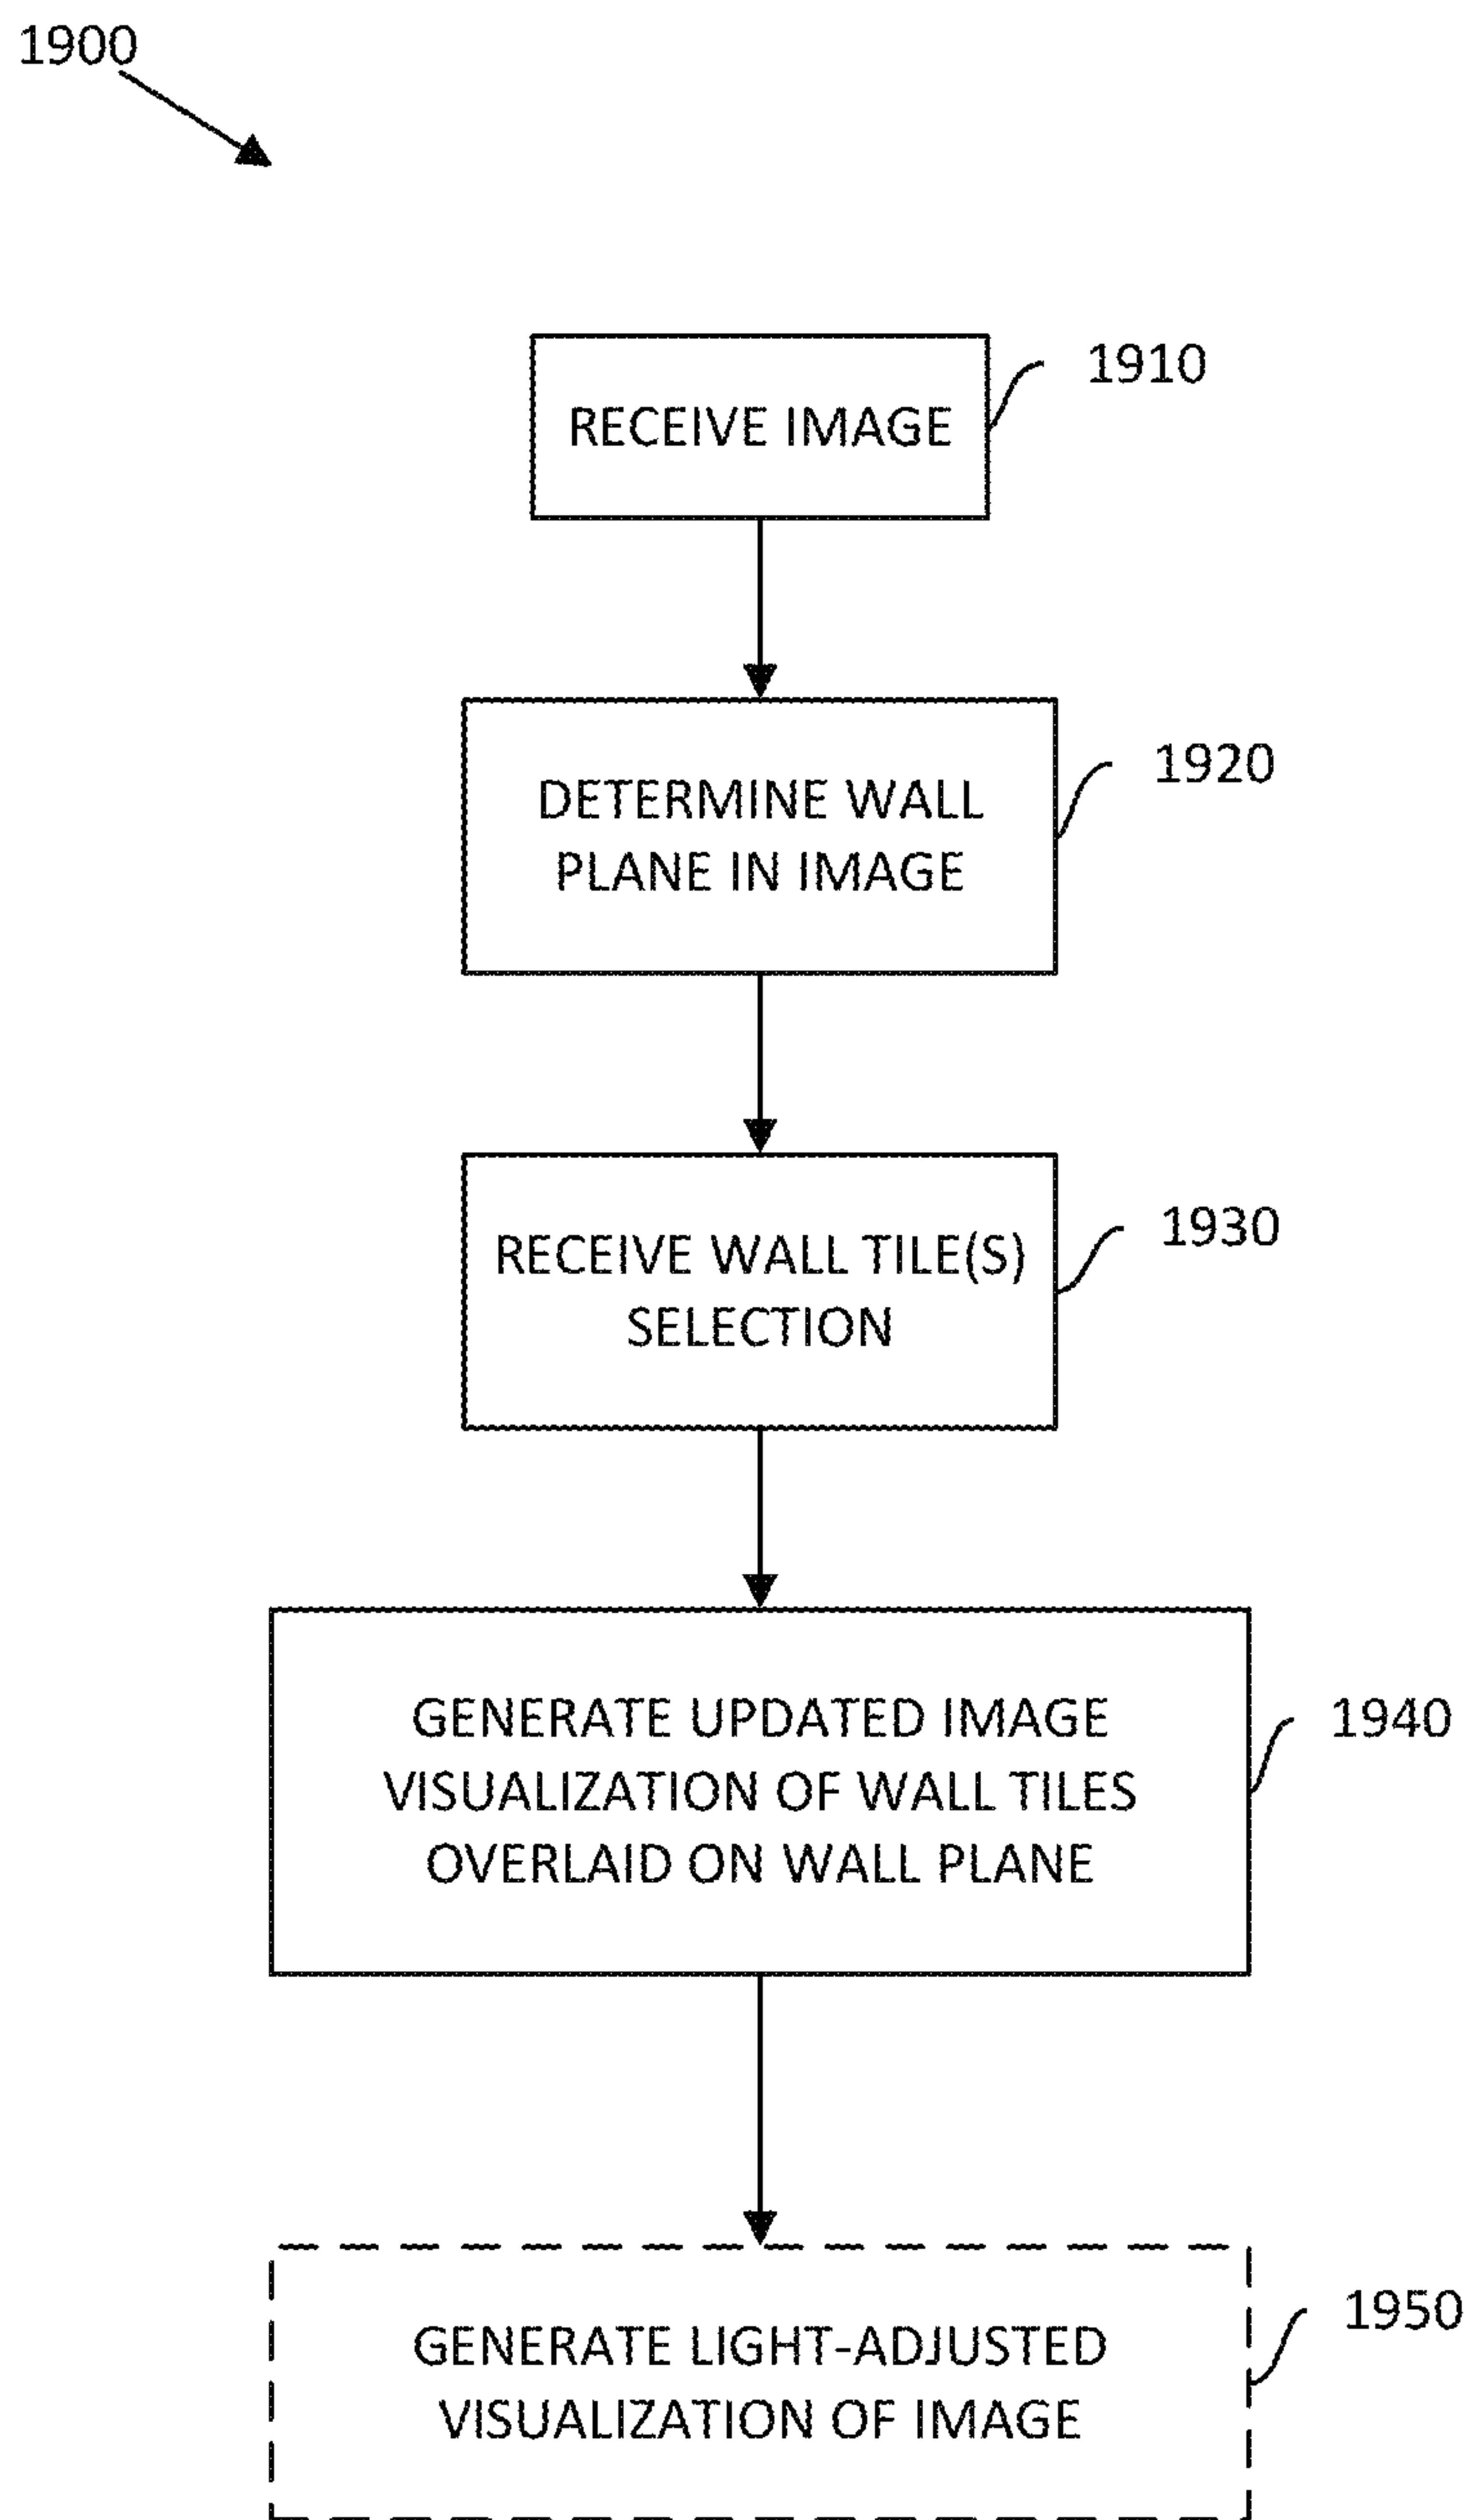 1900
RECEIVE IMAGE
1910
DETERMINE WALL
PLANE IN IMAGE
1920
RECEIVE WALL TILE(S)
SELECTION
1930
GENERATE UPDATED IMAGE
VISUALIZATION OF WALL TILES
OVERLAID ON WALL PLANE
1940
GENERATE LIGHT-ADJUSTED
VISUALIZATION OF IMAGE
1950